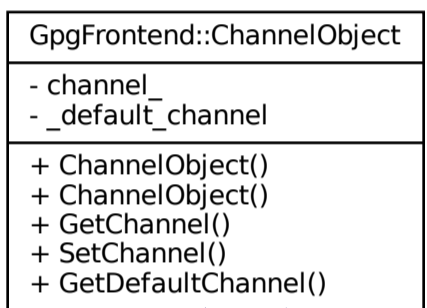 GpgFrontend::ChannelObject
- channel_
- _default_channel
+ ChannelObject()
+ ChannelObject()
+ GetChannel()
+ SetChannel()
+ GetDefaultChannel()